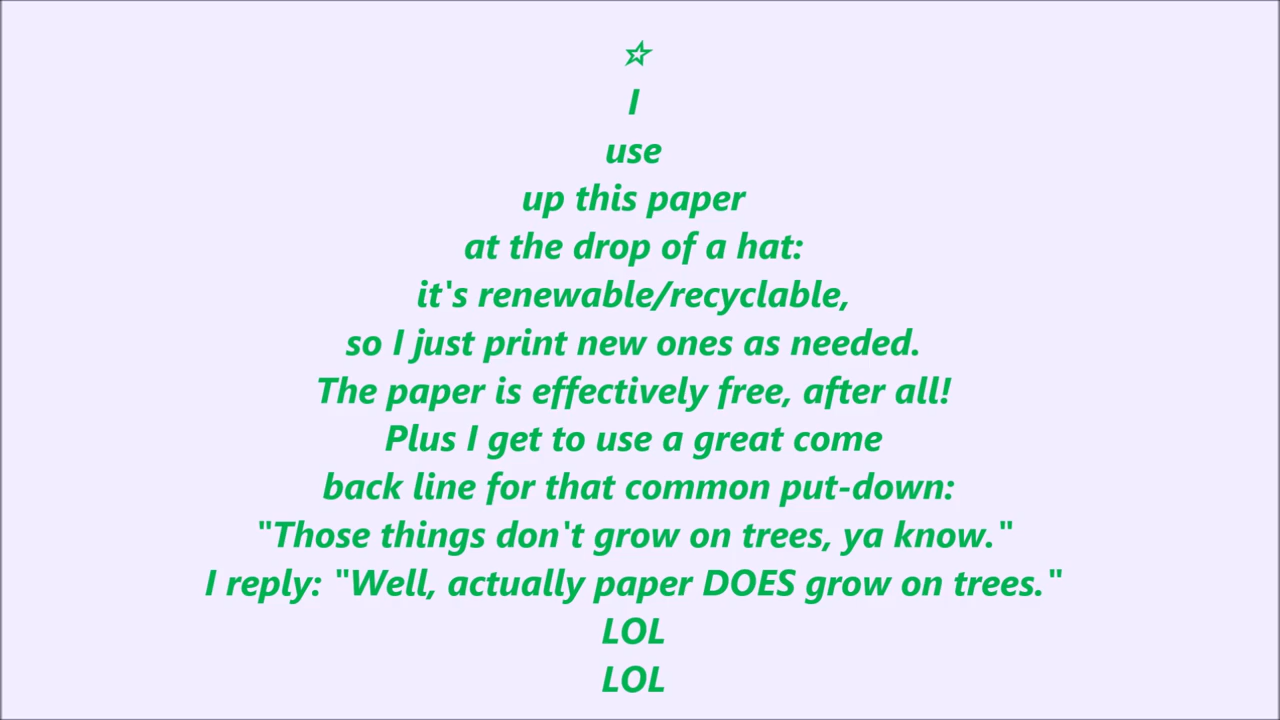 ☆
I
use
up this paper
at the drop of a hat:
it's renewable/recyclable,
so I just print new ones as needed.
The paper is effectively free, after all!
Plus I get to use a great come
back line for that common put-down:
"Those things don't grow on trees, ya know."
I reply: "Well, actually paper DOES grow on trees."
LOL
LOL